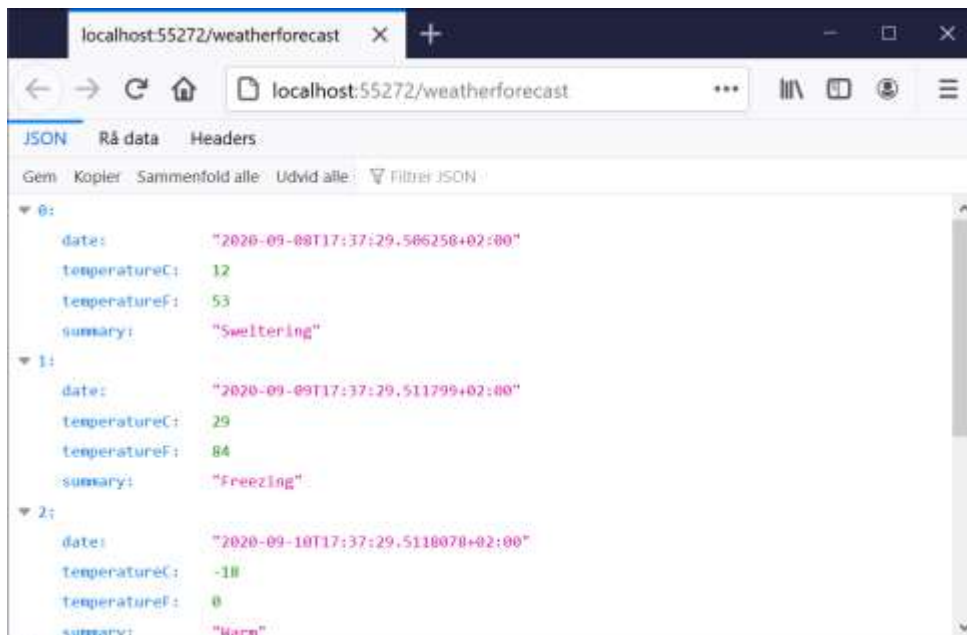 localhost:55272/weatherforecast
localhost:55272/weatherforecast
JSON Rå data Headers
Gem Kopier Sammenfold alle Udvid alle Filtrer JSON
0:
date: "2020-09-08T17:37:29.506258+02:00"
temperatureC: 12
temperatureF: 53
summary: "Sweltering"
1:
date: "2020-09-09T17:37:29.511799+02:00"
temperatureC: 29
temperatureF: 84
summary: "Freezing"
2:
date: "2020-09-10T17:37:29.5118078+02:00"
temperatureC: -18
temperatureF: 0
summary: "Warm"